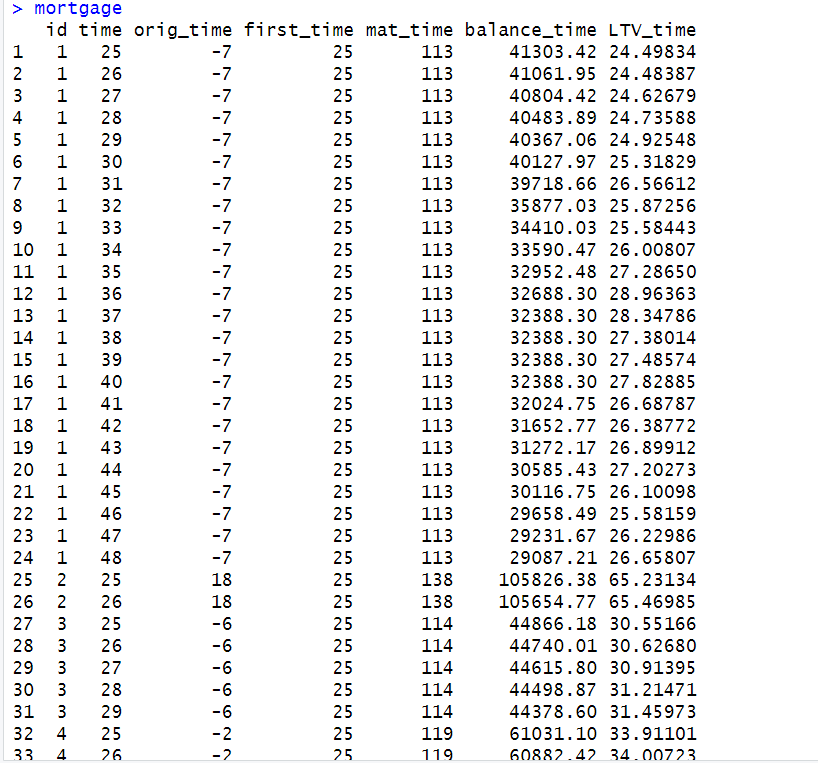 > mortgage
id time orig_time first_time mat_time balance_time LTV_time
1 1 25 -7 25 113 41303.42 24.49834
2 1 26 -7 25 113 41061.95 24.48387
3 1 27 -7 25 113 40804.42 24.62679
4 1 28 -7 25 113 40483.89 24.73588
5 1 29 -7 25 113 40367.06 24.92548
6 1 30 -7 25 113 40127.97 25.31829
7 1 31 -7 25 113 39718.66 26.56612
8 1 32 -7 25 113 35877.03 25.87256
9 1 33 -7 25 113 34410.03 25.58443
10 1 34 -7 25 113 33590.47 26.00807
11 1 35 -7 25 113 32952.48 27.28650
12 1 36 -7 25 113 32688.30 28.96363
13 1 37 -7 25 113 32388.30 28.34786
14 1 38 -7 25 113 32388.30 27.38014
15 1 39 -7 25 113 32388.30 27.48574
16 1 40 -7 25 113 32388.30 27.82885
17 1 41 -7 25 113 32024.75 26.68787
18 1 42 -7 25 113 31652.77 26.38772
19 1 43 -7 25 113 31272.17 26.89912
20 1 44 -7 25 113 30585.43 27.20273
21 1 45 -7 25 113 30116.75 26.10098
22 1 46 -7 25 113 29658.49 25.58159
23 1 47 -7 25 113 29231.67 26.22986
24 1 48 -7 25 113 29087.21 26.65807
25 2 25 18 25 138 105826.38 65.23134
26 2 26 18 25 138 105654.77 65.46985
27 3 25 -6 25 114 44866.18 30.55166
28 3 26 -6 25 114 44740.01 30.62680
29 3 27 -6 25 114 44615.80 30.91395
30 3 28 -6 25 114 44498.87 31.21471
31 3 29 -6 25 114 44378.60 31.45973
32 4 25 -2 25 119 61031.10 33.91101
33 4 26 -2 25 119 60882.42 34.00723